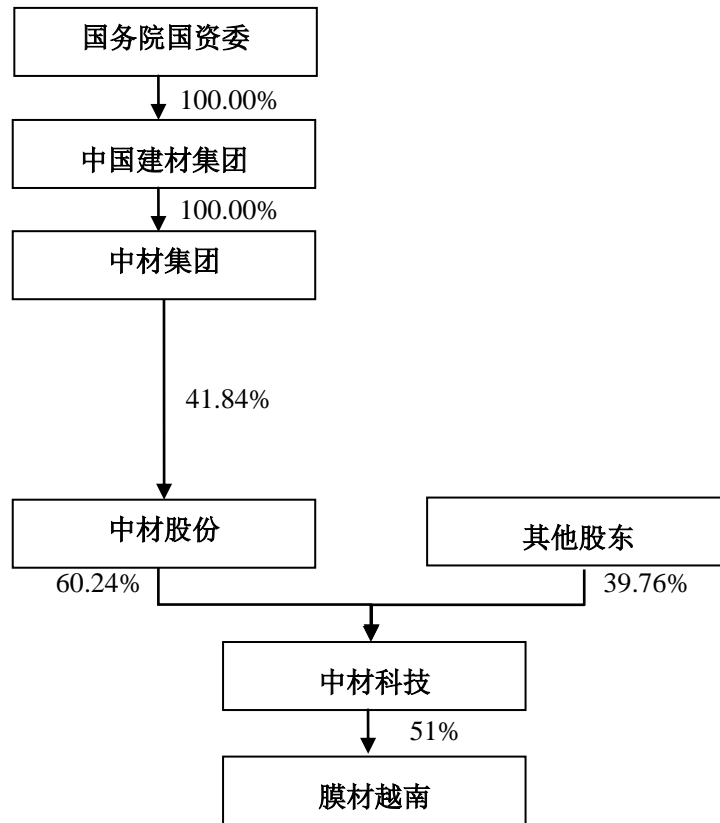 国务院国资委
100.00%
中国建材集团
100.00%
中材集团
41.84%
中材股份
其他股东
60.24%
39.76%
中材科技
51%
膜材越南